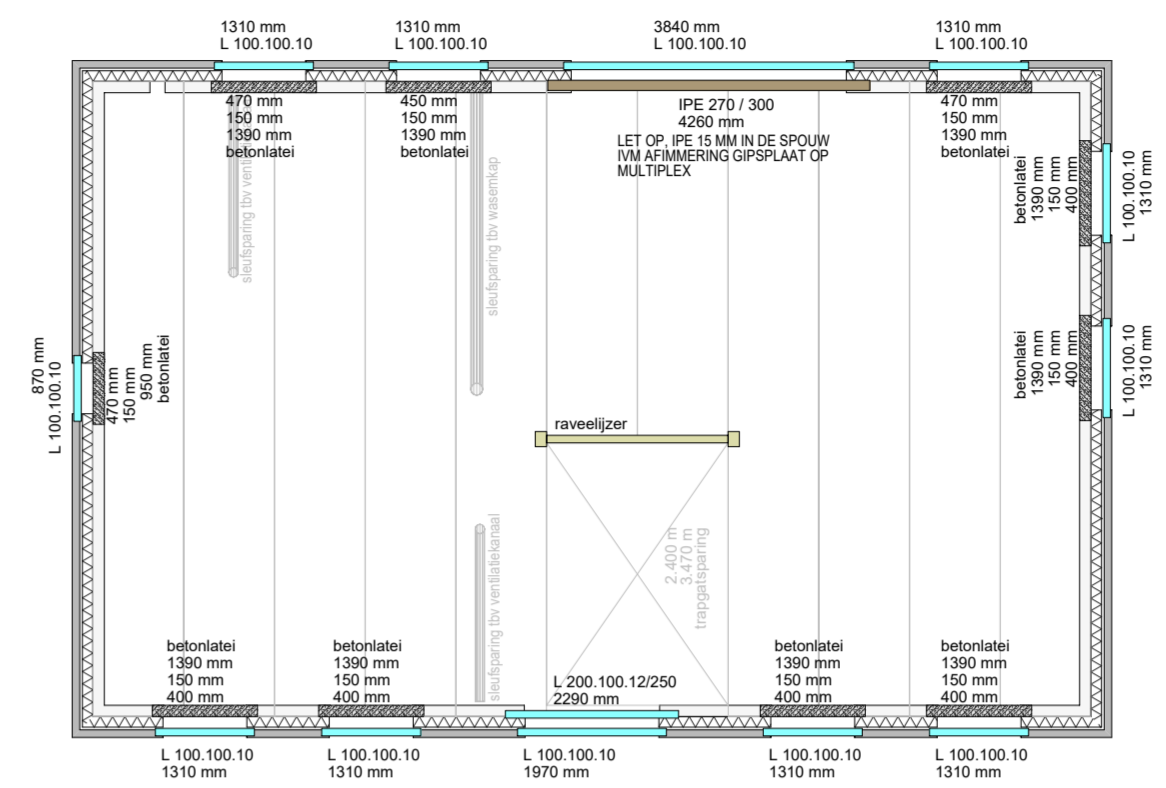 1310 mm
L 100.100.10
1310 mm
L 100.100.10
3840 mm
L 100.100.10
1310 mm
L 100.100.10
470 mm
150 mm
1390 mm
betonlatei
450 mm
150 mm
1390 mm
betonlatei
IPE 270 / 300
4260 mm
LET OP, IPE 15 MM IN DE SPOUW
IVM AFIMMERING GIPSPLAAT OP
MULTIPLEX
470 mm
150 mm
1390 mm
betonlatei
sleufsparing tbv
sleufsparing tbv wasemkap
betonlatei
1390 mm
150 mm
400 mm
L 100.100.10
1310 mm
870 mm
L 100.100.10
470 mm
150 mm
950 mm
betonlatei
betonlatei
1390 mm
150 mm
400 mm
L 100.100.10
1310 mm
raveelijzer
2.400 m
3.470 m
trapgatsparing
sleufsparing tbv ventilatiekanaal
betonlatei
1390 mm
150 mm
400 mm
betonlatei
1390 mm
150 mm
400 mm
L 200.100.12/250
2290 mm
betonlatei
1390 mm
150 mm
400 mm
betonlatei
1390 mm
150 mm
400 mm
L 100.100.10
1310 mm
L 100.100.10
1310 mm
L 100.100.10
1970 mm
L 100.100.10
1310 mm
L 100.100.10
1310 mm